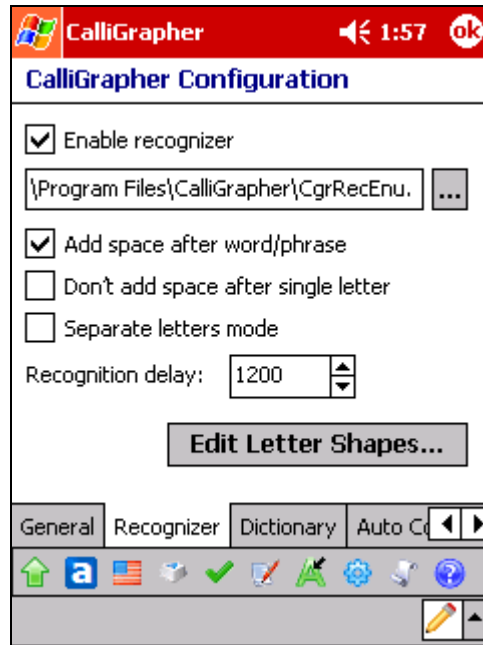 CalliGrapher 1:57 ok
CalliGrapher Configuration
Enable recognizer
\Program Files\CalliGrapher\CgrRecEnu. ...
Add space after word/phrase
Don't add space after single letter
Separate letters mode
Recognition delay: 1200
Edit Letter Shapes...
General Recognizer Dictionary Auto
a